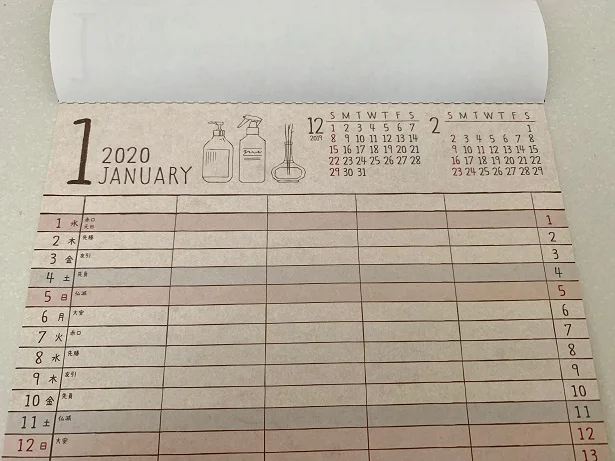 1
2020
JANUARY
12
2019
S M T W T F S
1 2 3 4 5 6 7
8 9 10 11 12 13 14
15 16 17 18 19 20 21
22 23 24 25 26 27 28
29 30 31
2
S M T W T F S
1
2 3 4 5 6 7 8
9 10 11 12 13 14 15
16 17 18 19 20 21 22
23 24 25 26 27 28 29
1 水 赤口 元日 1
2 木 先勝 2
3 金 友引 3
4 土 先負 4
5 日 仏滅 5
6 月 大安 6
7 火 赤口 7
8 水 先勝 8
9 木 友引 9
10 金 先負 10
11 土 仏滅 11
12 日 大安 12
13